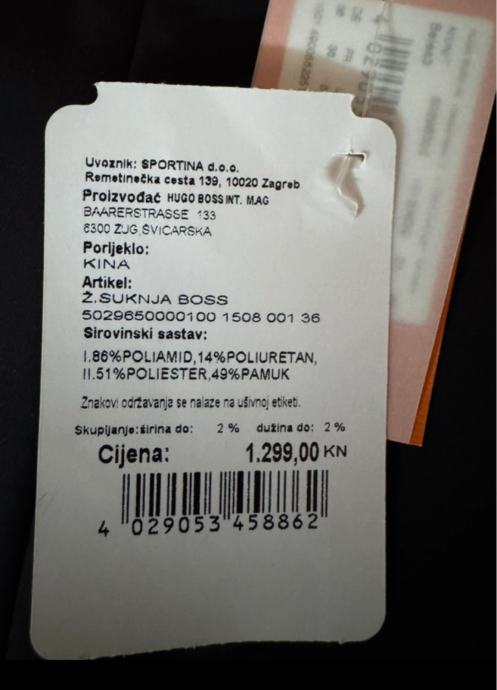 Uvoznik: SPORTINA d.o.o.
Remetinečka cesta 139, 10020 Zagreb
Proizvođač HUGO BOSS INT. M.AG
BAARERSTRASSE 133
6300 ZUG, ŠVICARSKA
Porijeklo:
KINA
Artikel:
Ž.SUKNJA BOSS
5029650000100 1508 001 36
Sirovinski sastav:
I.86%POLIAMID,14%POLIURETAN,
II.51%POLIESTER,49%PAMUK
Znakovi održavanja se nalaze na ušivnoj etiketi.
Skupljanje:širina do: 2 % dužina do: 2 %
Cijena: 1.299,00 KN
4 029053 458862